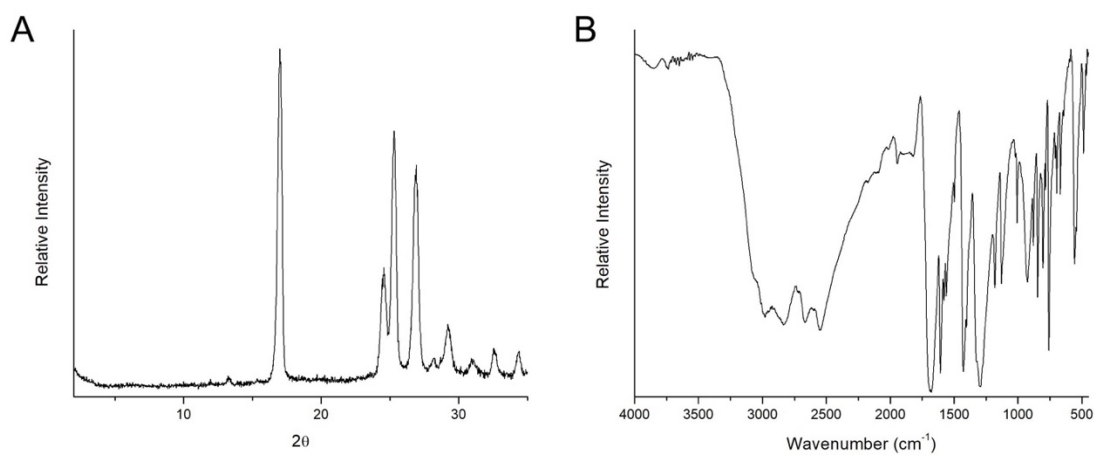 A
Relative Intensity
10
20
30
2θ
B
Relative Intensity
4000
3500
3000
2500
2000
1500
1000
500
Wavenumber (cm⁻¹)